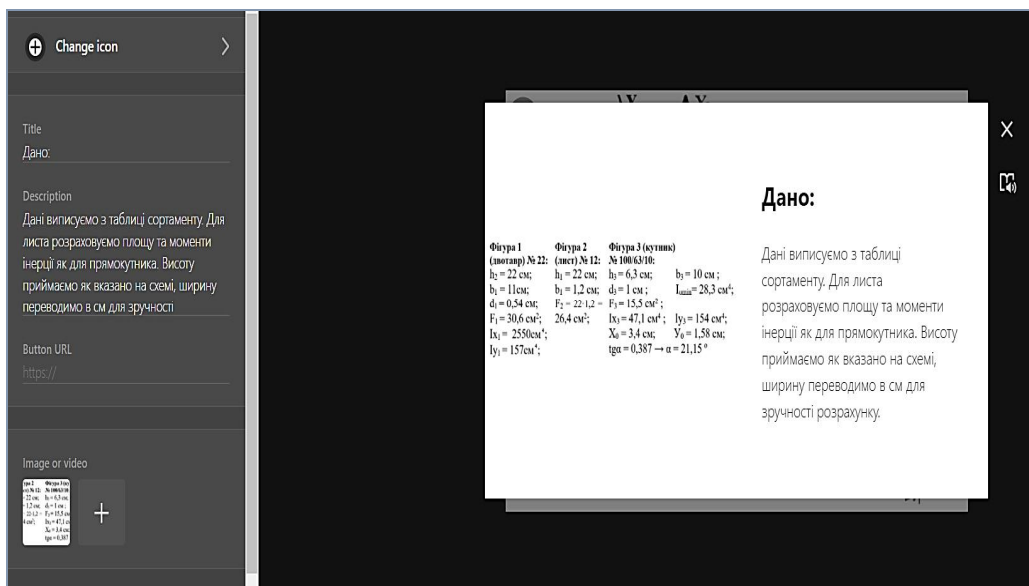 Change icon
Title
Дано:
Description
Дані виписуємо з таблиці сортаменту. Для
листа розраховуємо площу та моменти
інерції як для прямокутника. Висоту
приймаємо як вказано на схемі, ширину
переводимо в см для зручності
Button URL
https://
Image or video
Дано:
Дані виписуємо з таблиці
сортаменту. Для листа
розраховуємо площу та моменти
інерції як для прямокутника. Висоту
приймаємо як вказано на схемі,
ширину переводимо в см для
зручності розрахунку.
Фігура 1 Фігура 2 Фігура 3 (кутник)
(двотавр) № 22: (лист) № 12: № 100/63/10:
h₂ = 22 см; h₁ = 22 см; h₃ = 6,3 см; b₃ = 10 см ;
b₁ = 11см; b₁ = 1,2 см; d₃ = 1 см ; Iₒₘᵢₙ= 28,3 см⁴;
d₁ = 0,54 см; F₂ = 22·1,2 = F₃ = 15,5 см² ;
F₁ = 30,6 см²; 26,4 см²; Ix₃ = 47,1 см⁴ ; Iy₃ = 154 см⁴;
Ix₁ = 2550см⁴; X₀ = 3,4 см; У₀ = 1,58 см;
Iy₁ = 157см⁴; tgα = 0,387 → α = 21,15 º